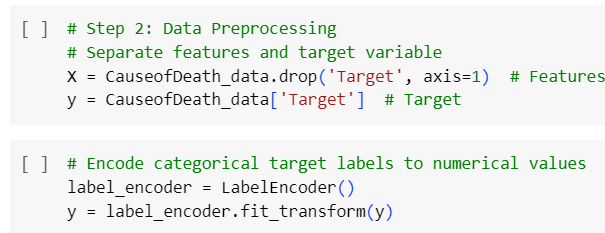 [ ] # Step 2: Data Preprocessing
# Separate features and target variable
X = CauseofDeath_data.drop('Target', axis=1)  # Features
y = CauseofDeath_data['Target']  # Target
[ ] # Encode categorical target labels to numerical values
label_encoder = LabelEncoder()
y = label_encoder.fit_transform(y)